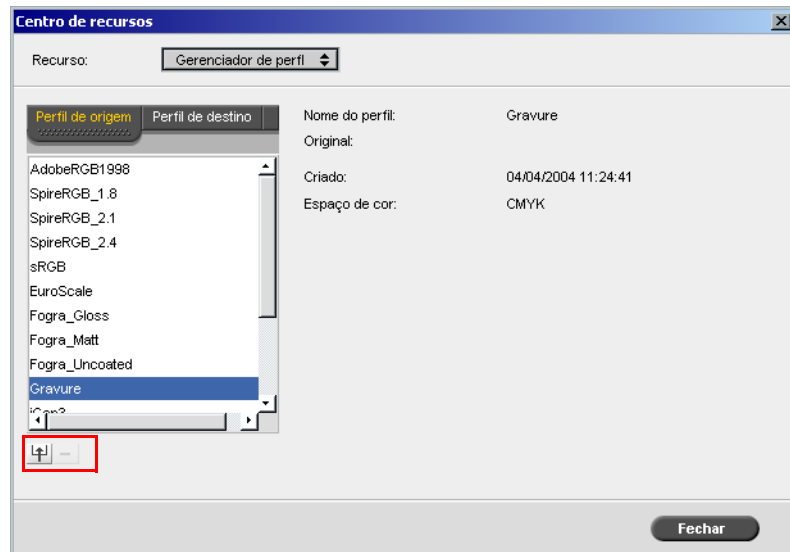 Centro de recursos
Recurso: Gerenciador de perfl
Perfil de origem Perfil de destino
Nome do perfil: Gravure
Original:
Criado: 04/04/2004 11:24:41
Espaço de cor: CMYK
AdobeRGB1998
SpireRGB_1.8
SpireRGB_2.1
SpireRGB_2.4
sRGB
EuroScale
Fogra_Gloss
Fogra_Matt
Fogra_Uncoated
Gravure
Fechar